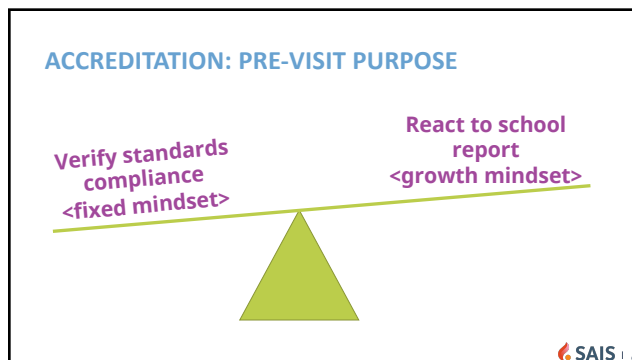 ACCREDITATION: PRE-VISIT PURPOSE
Verify standards
compliance
<fixed mindset>
React to school
report
<growth mindset>
SAIS